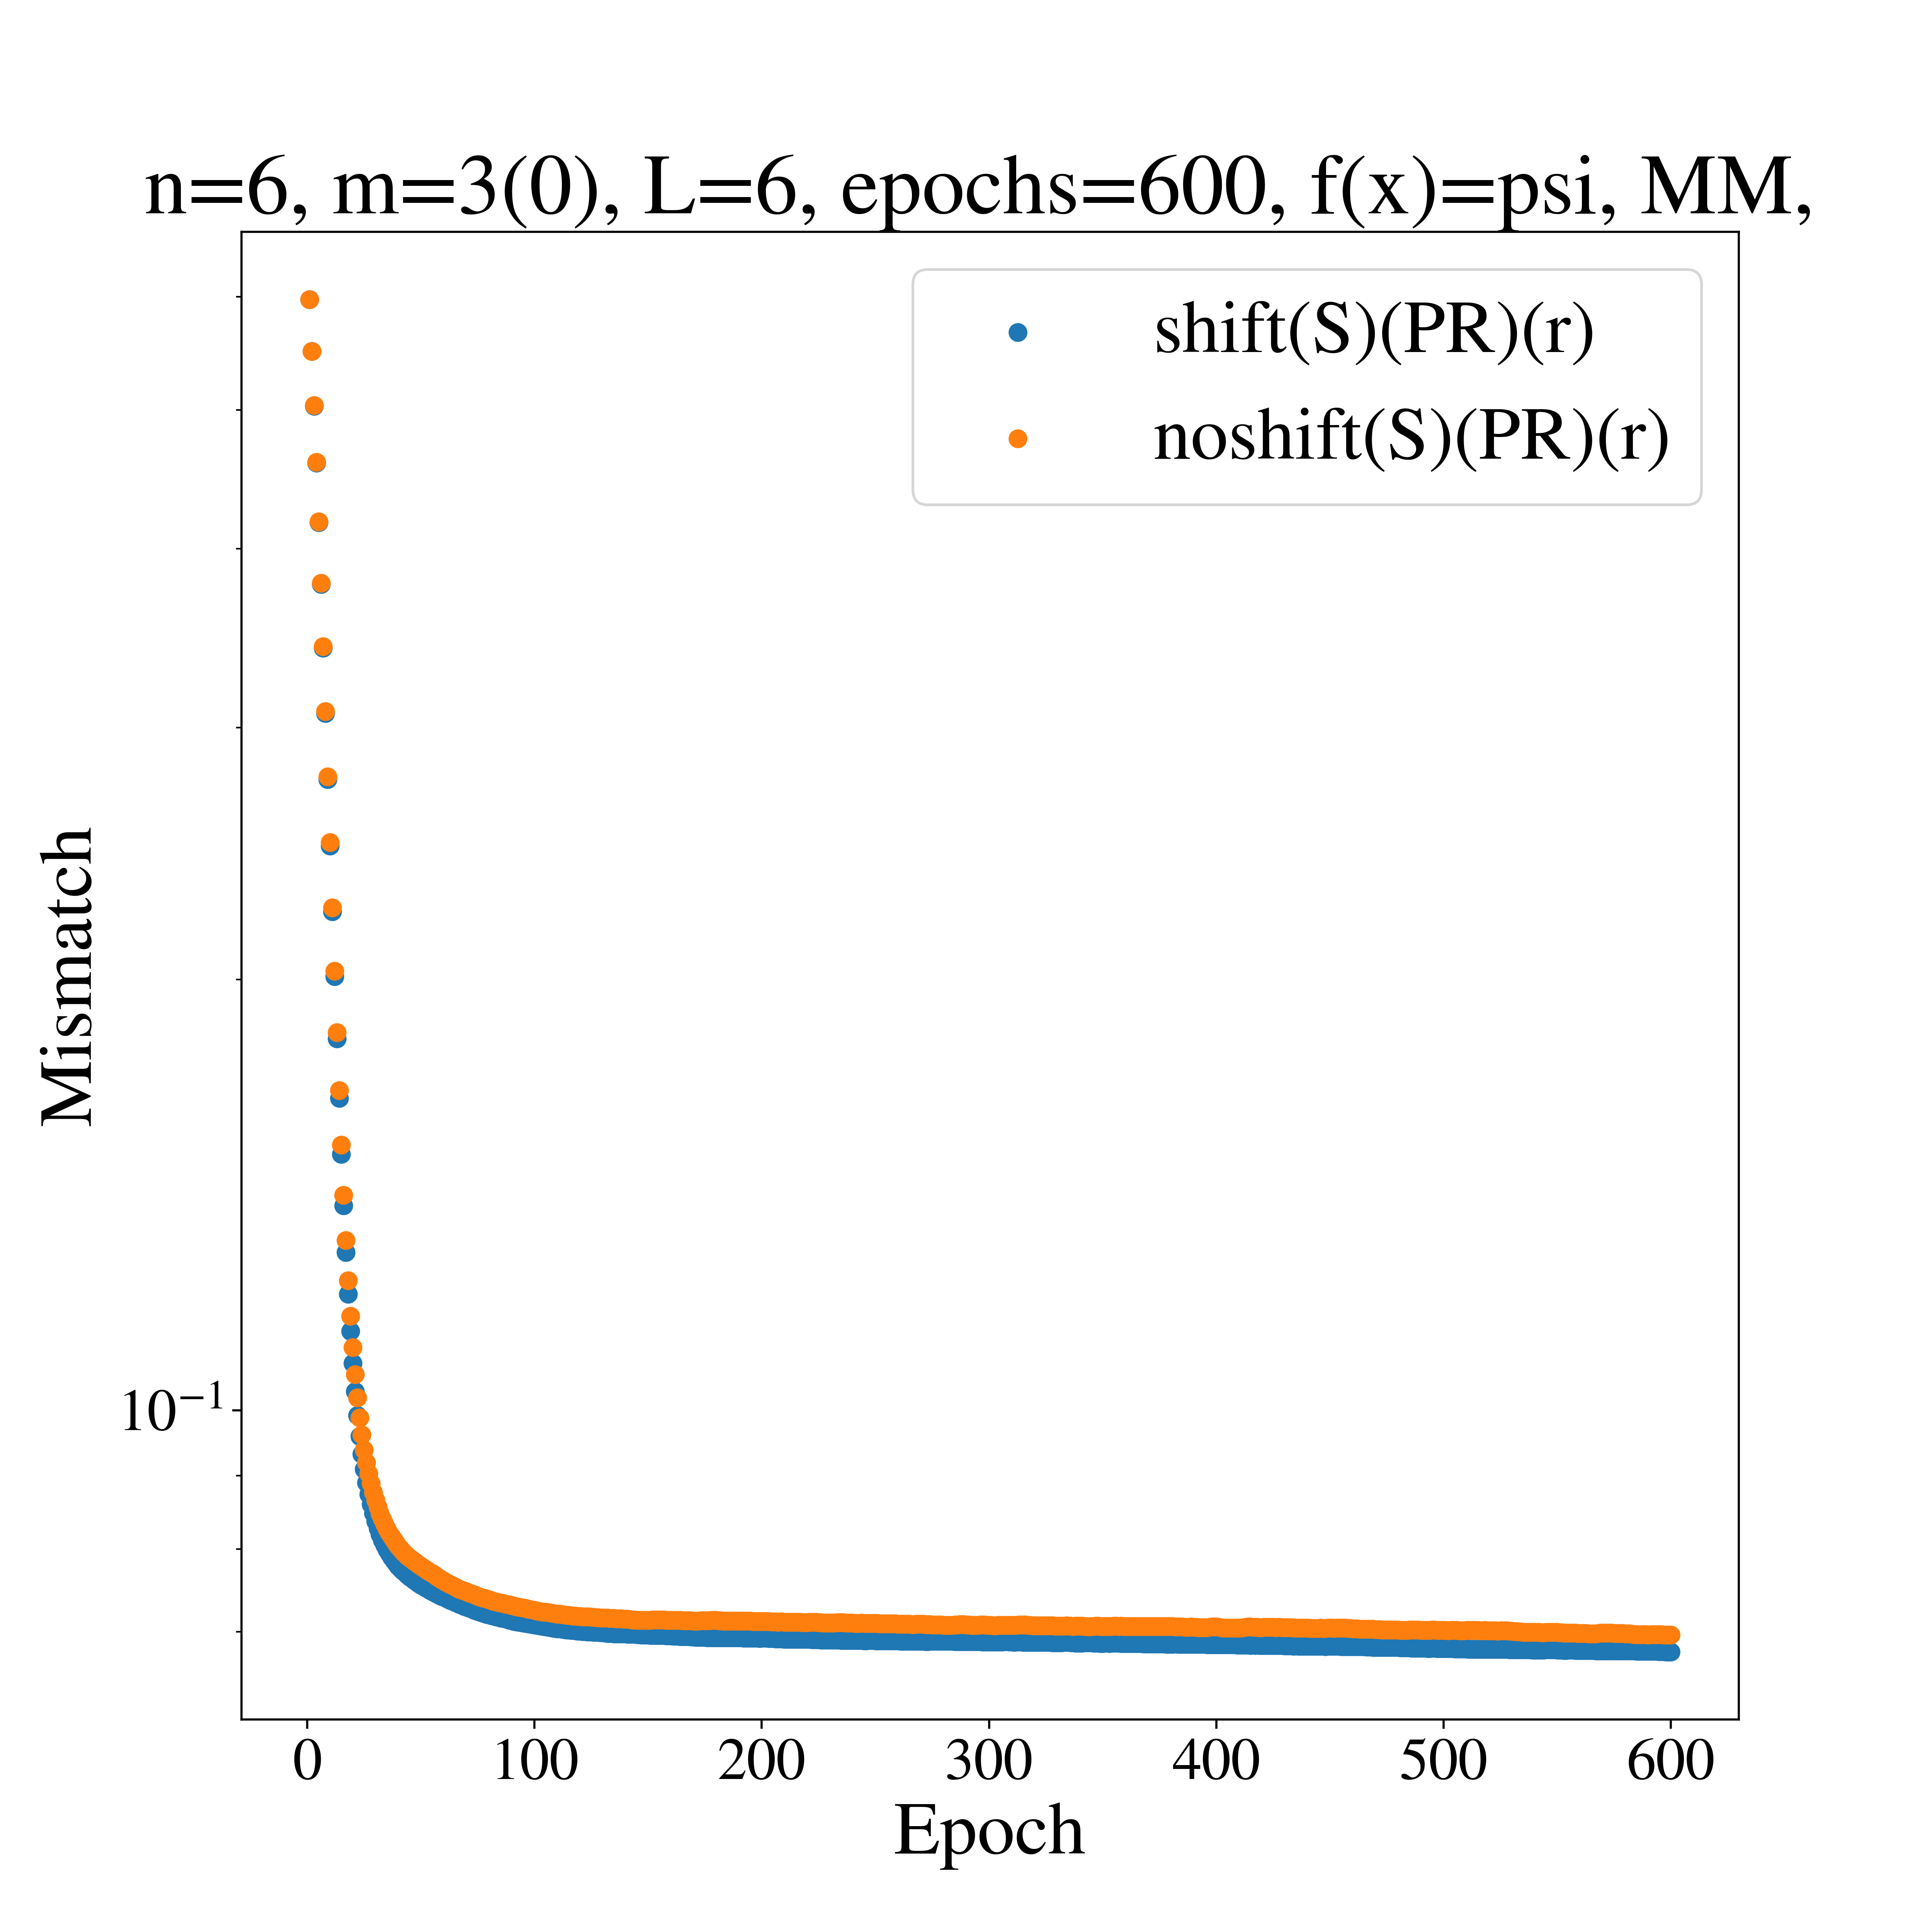 n=6, m=3(0), L=6, epochs=600, f(x)=psi, MM,
shift(S)(PR)(r)
noshift(S)(PR)(r)
Mismatch
10⁻¹
0 100 200 300 400 500 600
Epoch